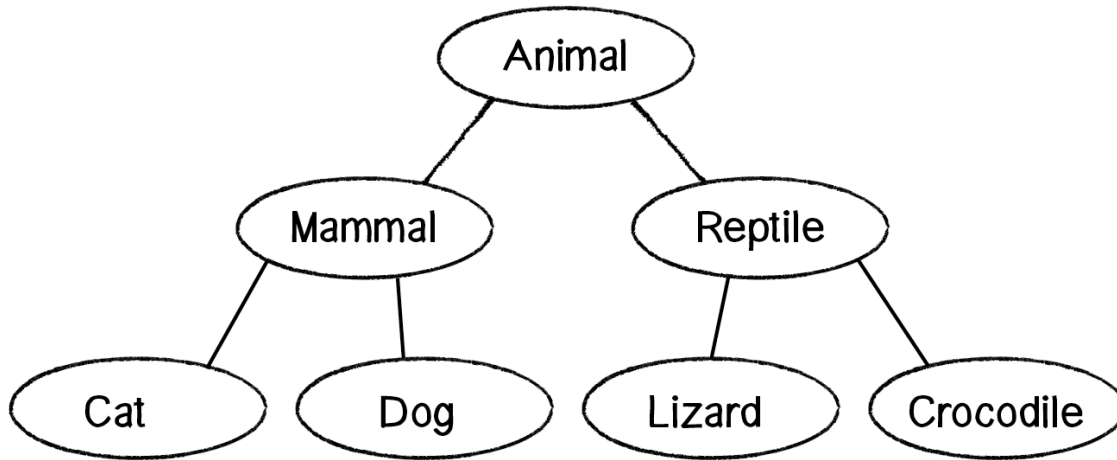 Animal
Mammal
Reptile
Cat
Dog
Lizard
Crocodile